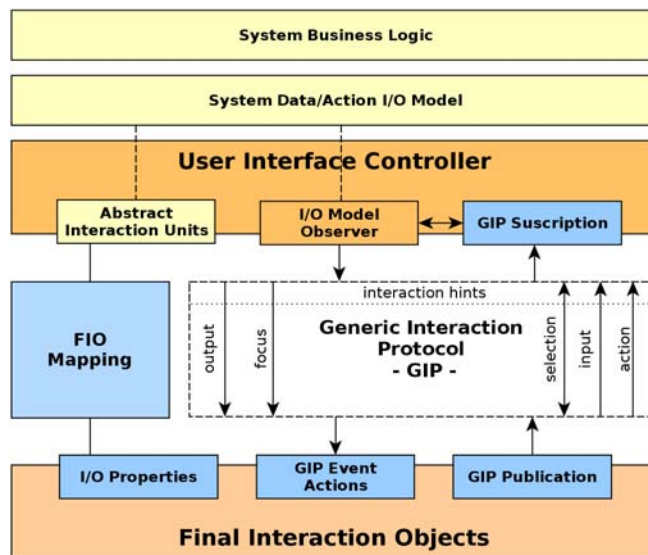 System Business Logic
System Data/Action I/O Model
User Interface Controller
Abstract
Interaction Units
I/O Model
Observer
GIP Suscription
FIO
Mapping
interaction hints
output
focus
Generic Interaction
Protocol
- GIP -
selection
input
action
I/O Properties
GIP Event
Actions
GIP Publication
Final Interaction Objects